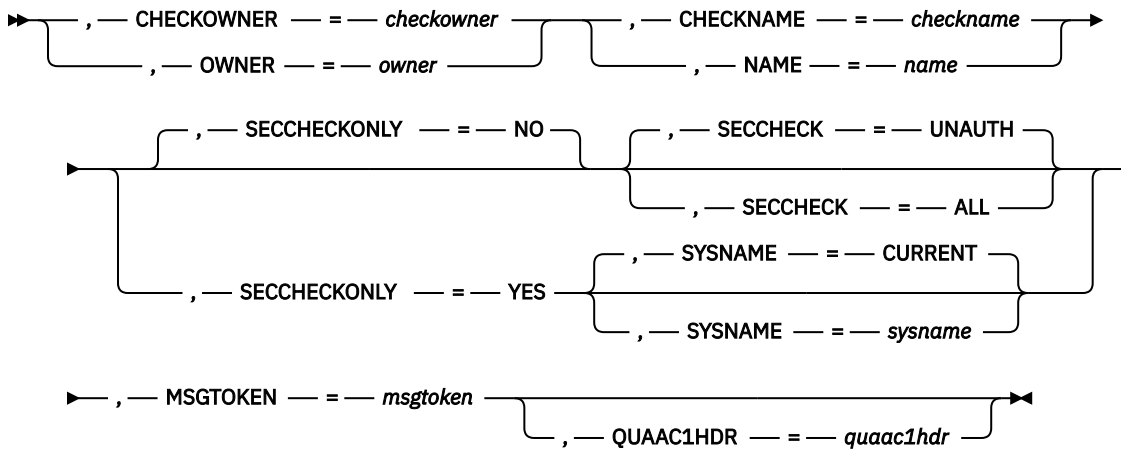 , CHECKOWNER = checkowner , CHECKNAME = checkname
, OWNER = owner , NAME = name
, SECCHECKONLY = NO , SECCHECK = UNAUTH
, SECCHECK = ALL
, SYSNAME = CURRENT
, SECCHECKONLY = YES
, SYSNAME = sysname
, MSGTOKEN = msgtoken
, QUAAC1HDR = quaac1hdr